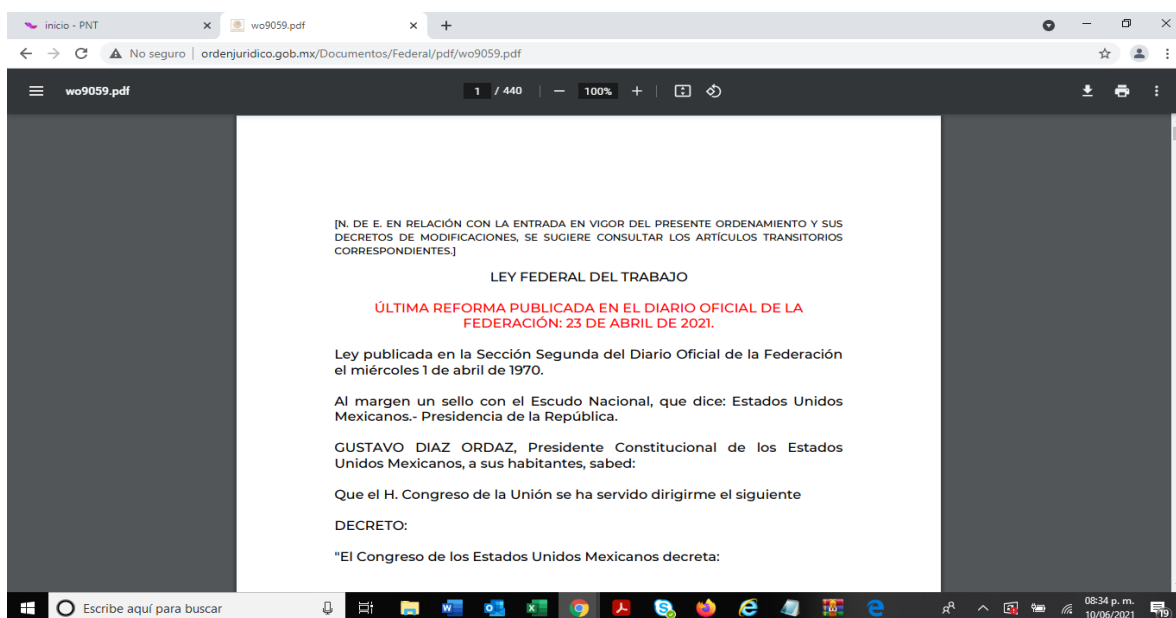 inicio - PNT
wo9059.pdf
No seguro | ordenjuridico.gob.mx/Documentos/Federal/pdf/wo9059.pdf
wo9059.pdf
1 / 440
100%
[N. DE E. EN RELACIÓN CON LA ENTRADA EN VIGOR DEL PRESENTE ORDENAMIENTO Y SUS
DECRETOS DE MODIFICACIONES, SE SUGIERE CONSULTAR LOS ARTÍCULOS TRANSITORIOS
CORRESPONDIENTES.]
LEY FEDERAL DEL TRABAJO
ÚLTIMA REFORMA PUBLICADA EN EL DIARIO OFICIAL DE LA
FEDERACIÓN: 23 DE ABRIL DE 2021.
Ley publicada en la Sección Segunda del Diario Oficial de la Federación
el miércoles 1 de abril de 1970.
Al margen un sello con el Escudo Nacional, que dice: Estados Unidos
Mexicanos.- Presidencia de la República.
GUSTAVO DIAZ ORDAZ, Presidente Constitucional de los Estados
Unidos Mexicanos, a sus habitantes, sabed:
Que el H. Congreso de la Unión se ha servido dirigirme el siguiente
DECRETO:
"El Congreso de los Estados Unidos Mexicanos decreta:
Escribe aquí para buscar
08:34 p. m.
10/06/2021
19